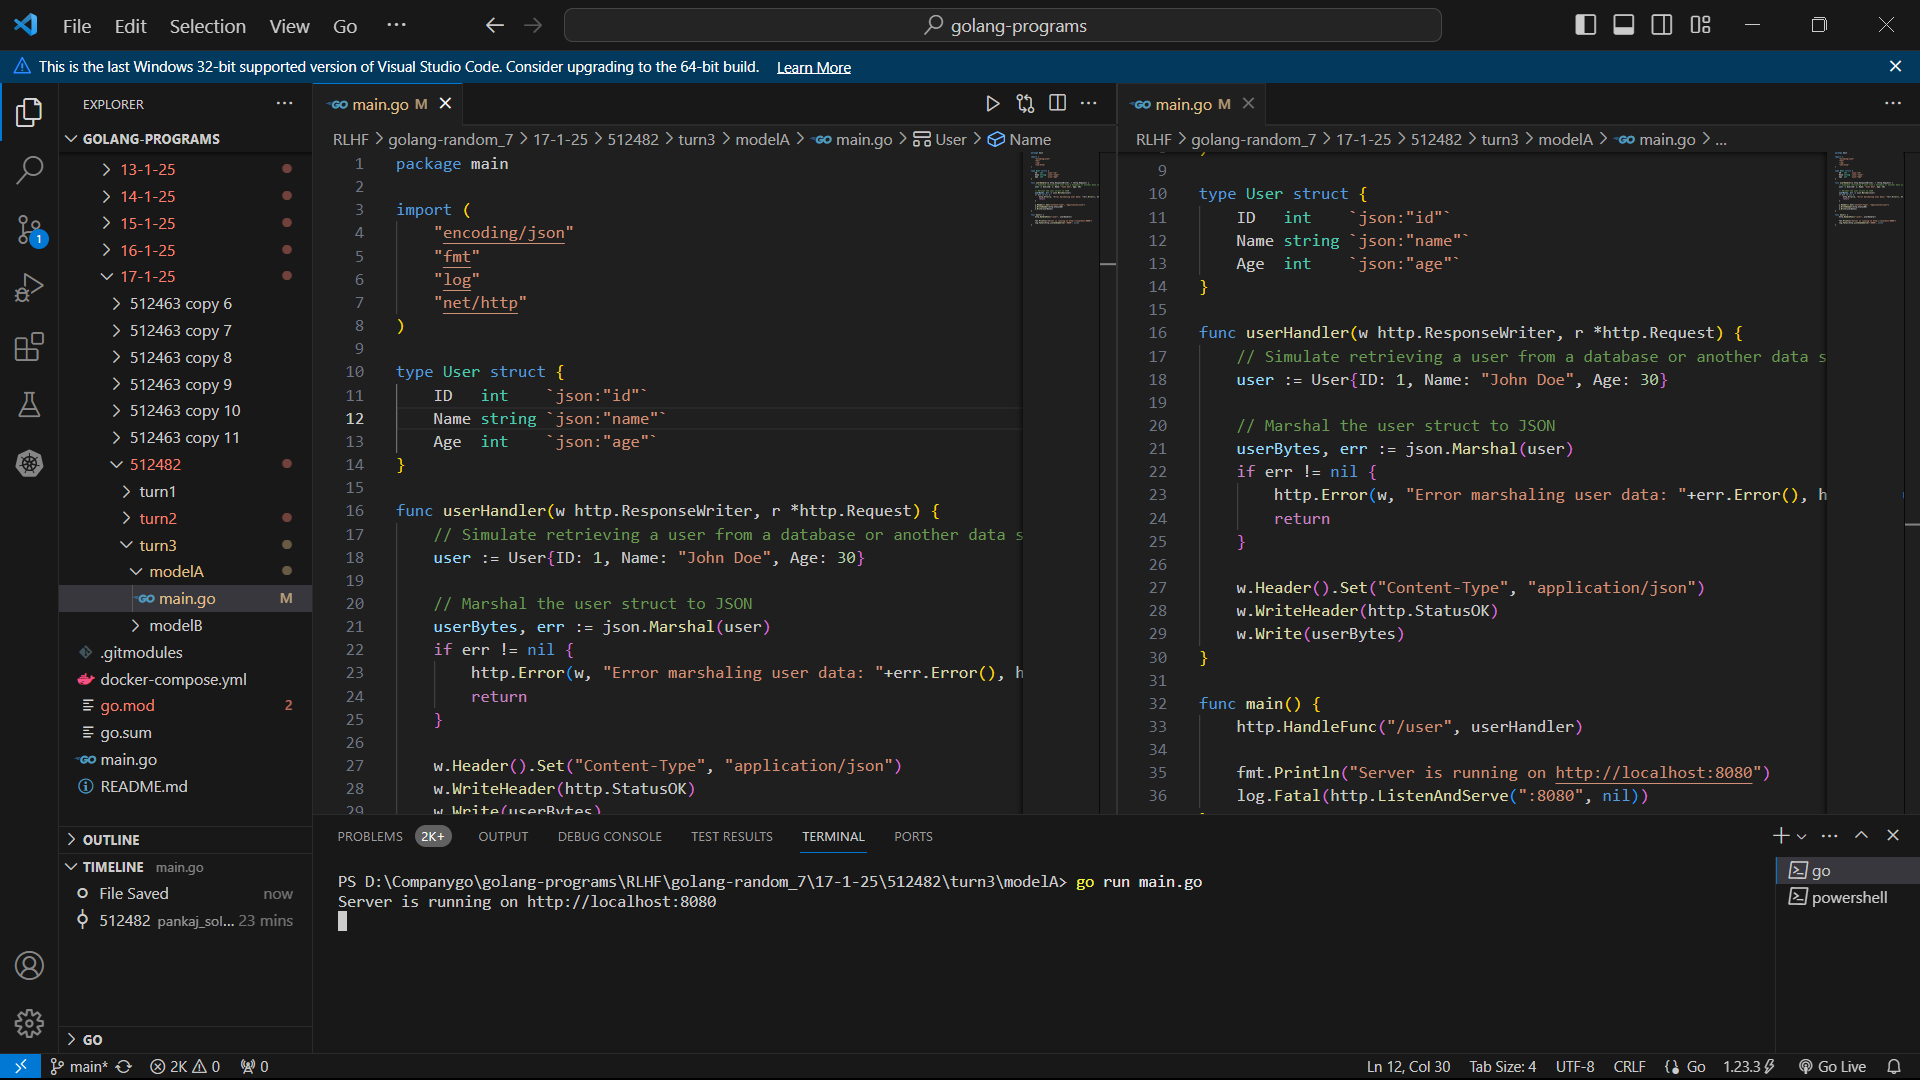 File Edit Selection View Go ··· golang-programs
This is the last Windows 32-bit supported version of Visual Studio Code. Consider upgrading to the 64-bit build. Learn More
EXPLORER
GOLANG-PROGRAMS
13-1-25
14-1-25
15-1-25
16-1-25
17-1-25
512463 copy 6
512463 copy 7
512463 copy 8
512463 copy 9
512463 copy 10
512463 copy 11
512482
turn1
turn2
turn3
modelA
main.go M
modelB
.gitmodules
docker-compose.yml
go.mod 2
go.sum
main.go
README.md
OUTLINE
TIMELINE main.go
File Saved now
512482 pankaj_sol... 23 mins
GO
1
main.go M
RLHF > golang-random_7 > 17-1-25 > 512482 > turn3 > modelA > main.go > User > Name
1 package main
2
3 import (
4 "encoding/json"
5 "fmt"
6 "log"
7 "net/http"
8 )
9
10 type User struct {
11 ID int `json:"id"`
12 Name string `json:"name"`
13 Age int `json:"age"`
14 }
15
16 func userHandler(w http.ResponseWriter, r *http.Request) {
17 // Simulate retrieving a user from a database or another data s
18 user := User{ID: 1, Name: "John Doe", Age: 30}
19
20 // Marshal the user struct to JSON
21 userBytes, err := json.Marshal(user)
22 if err != nil {
23 http.Error(w, "Error marshaling user data: "+err.Error(), h
24 return
25 }
26
27 w.Header().Set("Content-Type", "application/json")
28 w.WriteHeader(http.StatusOK)
29 w.Write(userBytes)
main.go M
RLHF > golang-random_7 > 17-1-25 > 512482 > turn3 > modelA > main.go > ...
9
10 type User struct {
11 ID int `json:"id"`
12 Name string `json:"name"`
13 Age int `json:"age"`
14 }
15
16 func userHandler(w http.ResponseWriter, r *http.Request) {
17 // Simulate retrieving a user from a database or another data s
18 user := User{ID: 1, Name: "John Doe", Age: 30}
19
20 // Marshal the user struct to JSON
21 userBytes, err := json.Marshal(user)
22 if err != nil {
23 http.Error(w, "Error marshaling user data: "+err.Error(), h
24 return
25 }
26
27 w.Header().Set("Content-Type", "application/json")
28 w.WriteHeader(http.StatusOK)
29 w.Write(userBytes)
30 }
31
32 func main() {
33 http.HandleFunc("/user", userHandler)
34
35 fmt.Println("Server is running on http://localhost:8080")
36 log.Fatal(http.ListenAndServe(":8080", nil))
PROBLEMS 2K+ OUTPUT DEBUG CONSOLE TEST RESULTS TERMINAL PORTS
PS D:\Companygo\golang-programs\RLHF\golang-random_7\17-1-25\512482\turn3\modelA> go run main.go
Server is running on http://localhost:8080
go
powershell
main* 2K 0 0 Ln 12, Col 30 Tab Size: 4 UTF-8 CRLF Go 1.23.3 Go Live